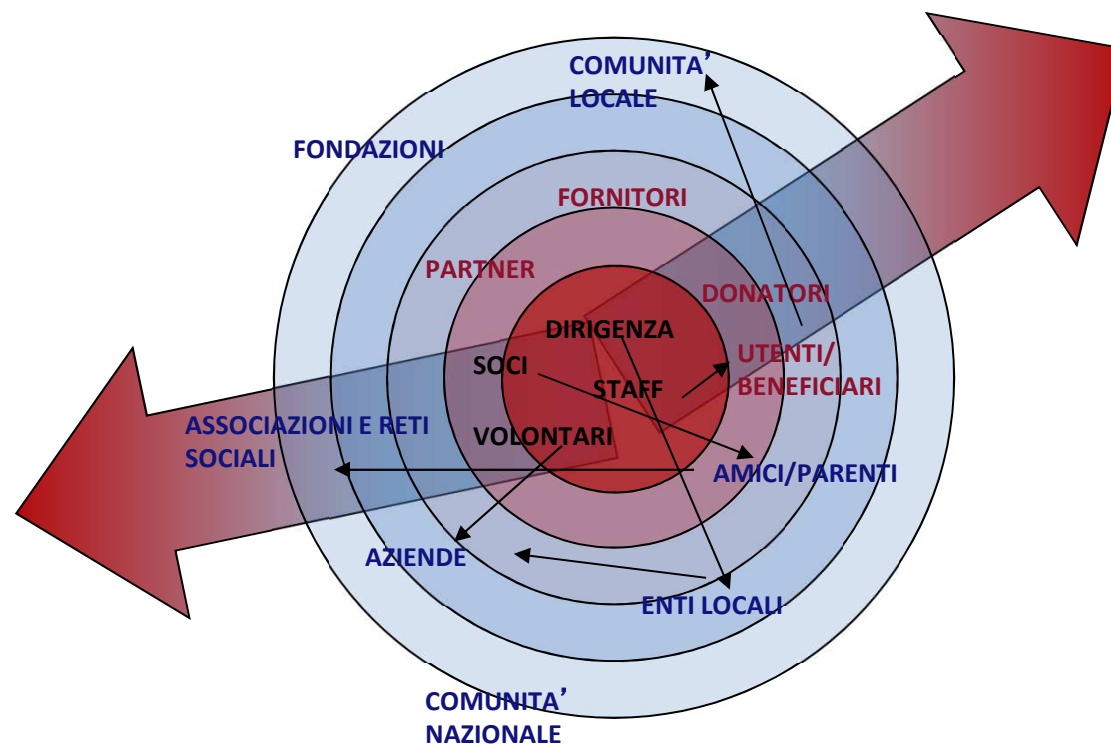 COMUNITA’
LOCALE
FONDAZIONI
FORNITORI
PARTNER
DONATORI
DIRIGENZA
SOCI
UTENTI/
BENEFICIARI
STAFF
ASSOCIAZIONI E RETI
SOCIALI
VOLONTARI
AMICI/PARENTI
AZIENDE
ENTI LOCALI
COMUNITA’
NAZIONALE